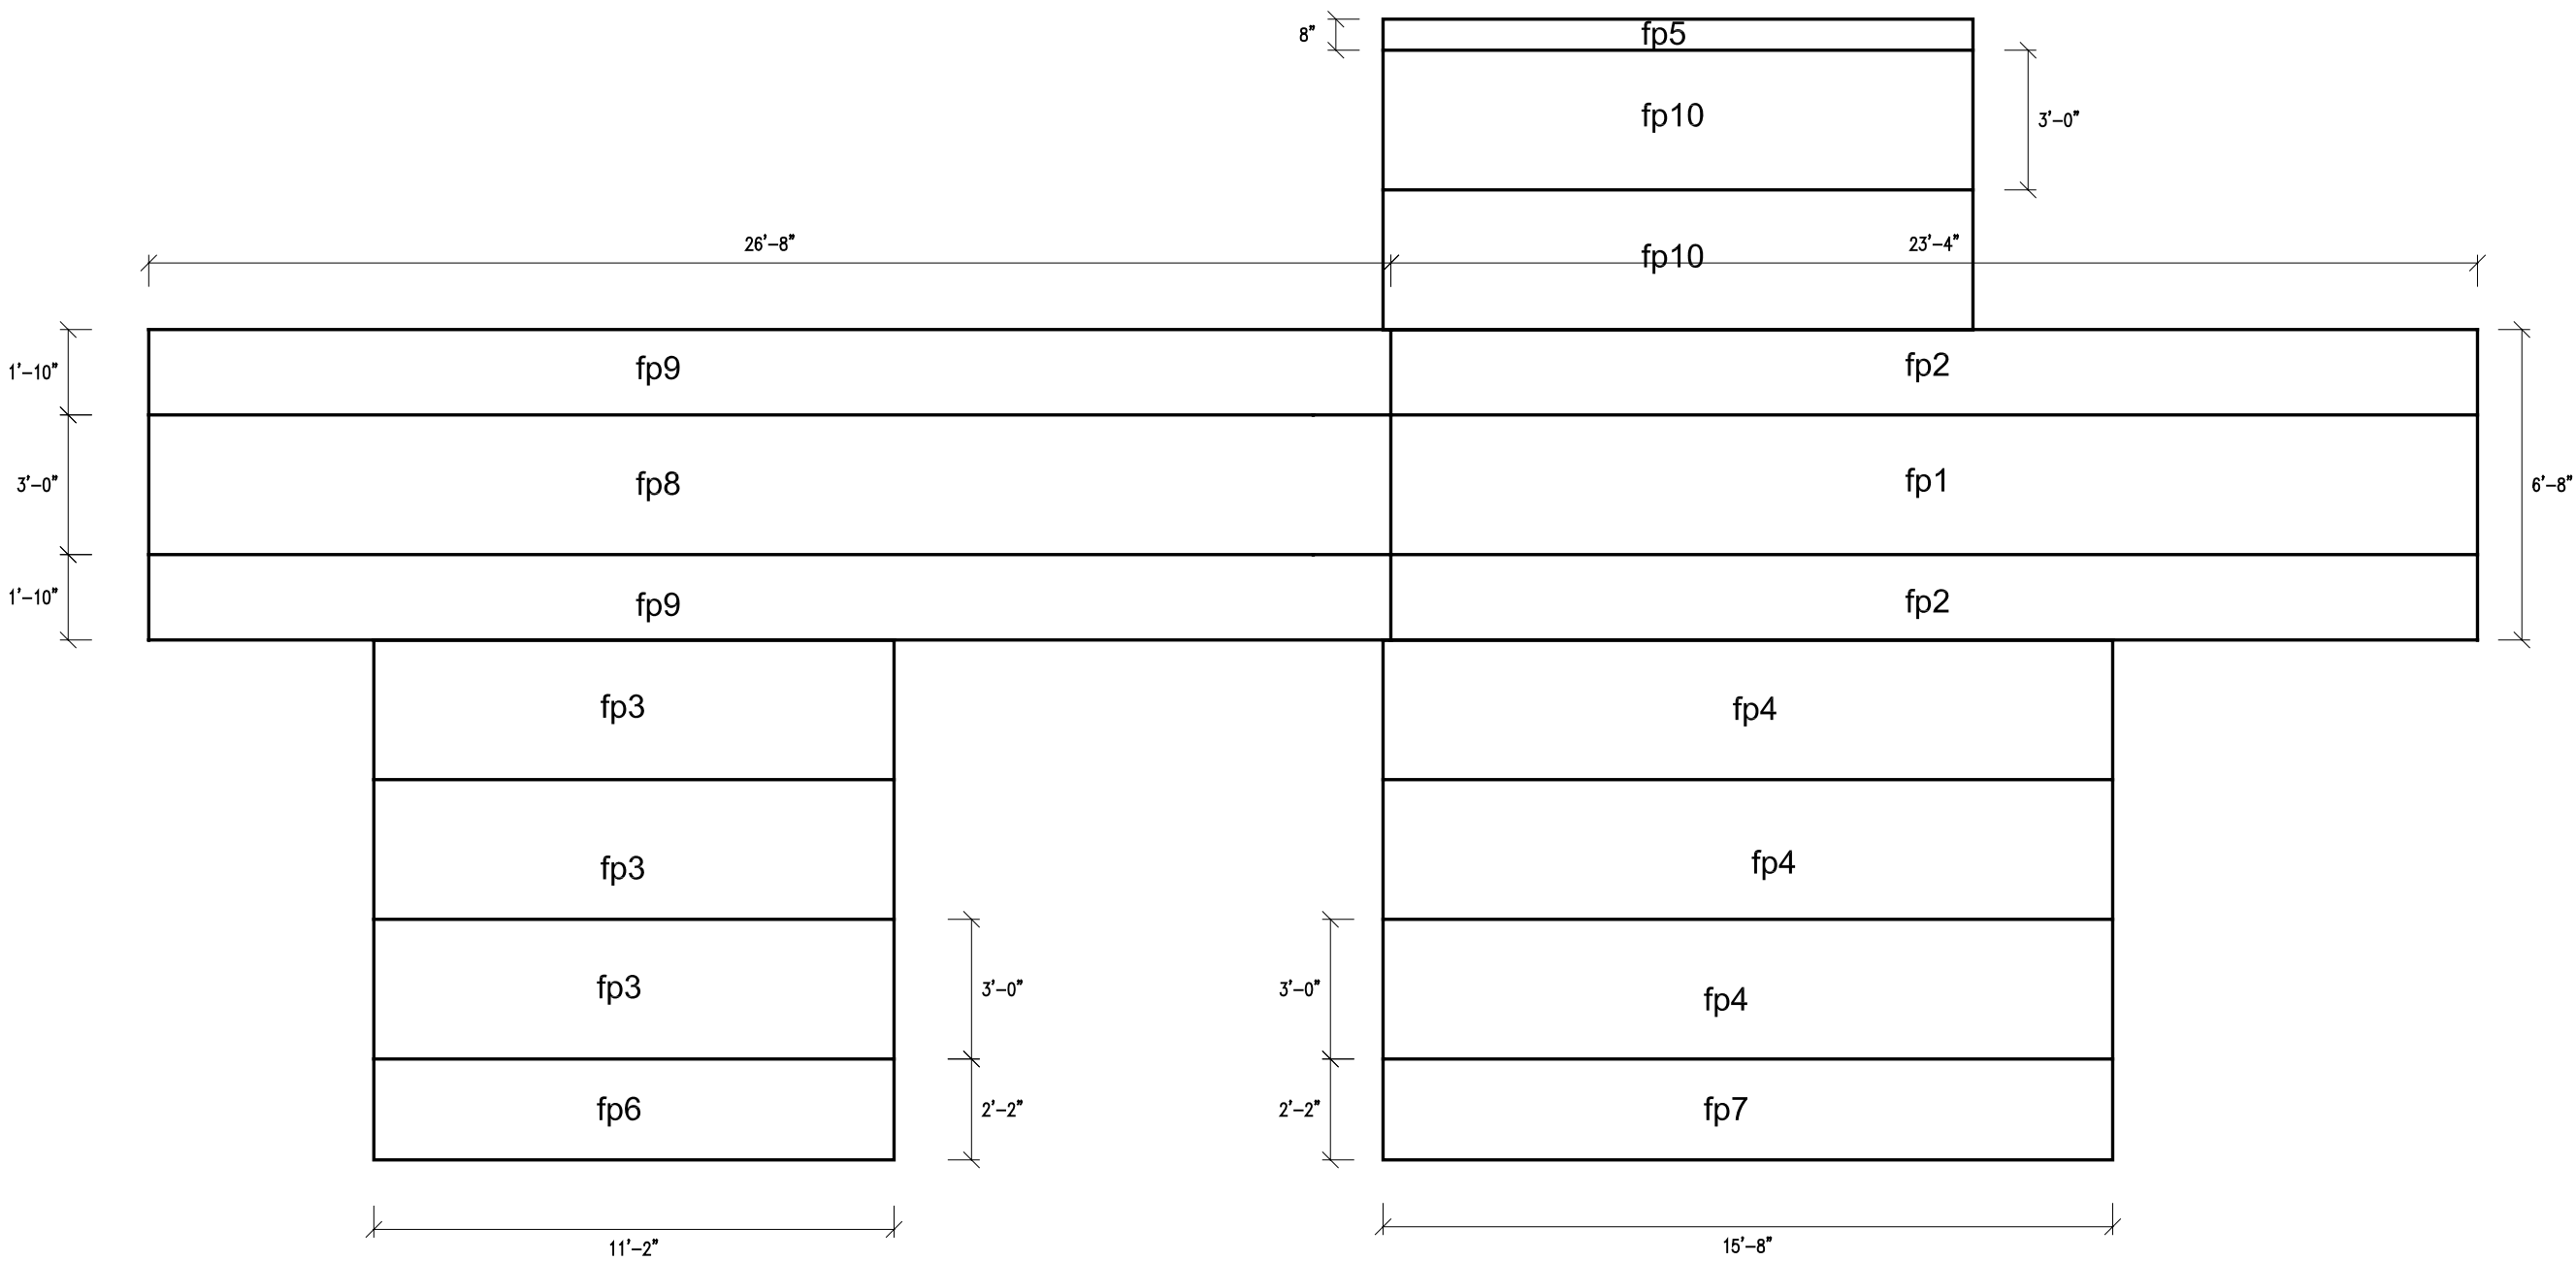 fp5
8"
fp10
3'-0"
26'-8"
23'-4"
fp10
fp9
fp2
1'-10"
fp8
fp1
3'-0"
6'-8"
fp9
fp2
1'-10"
fp3
fp4
fp3
fp4
fp3
3'-0"
3'-0"
fp4
fp6
2'-2"
2'-2"
fp7
11'-2"
15'-8"